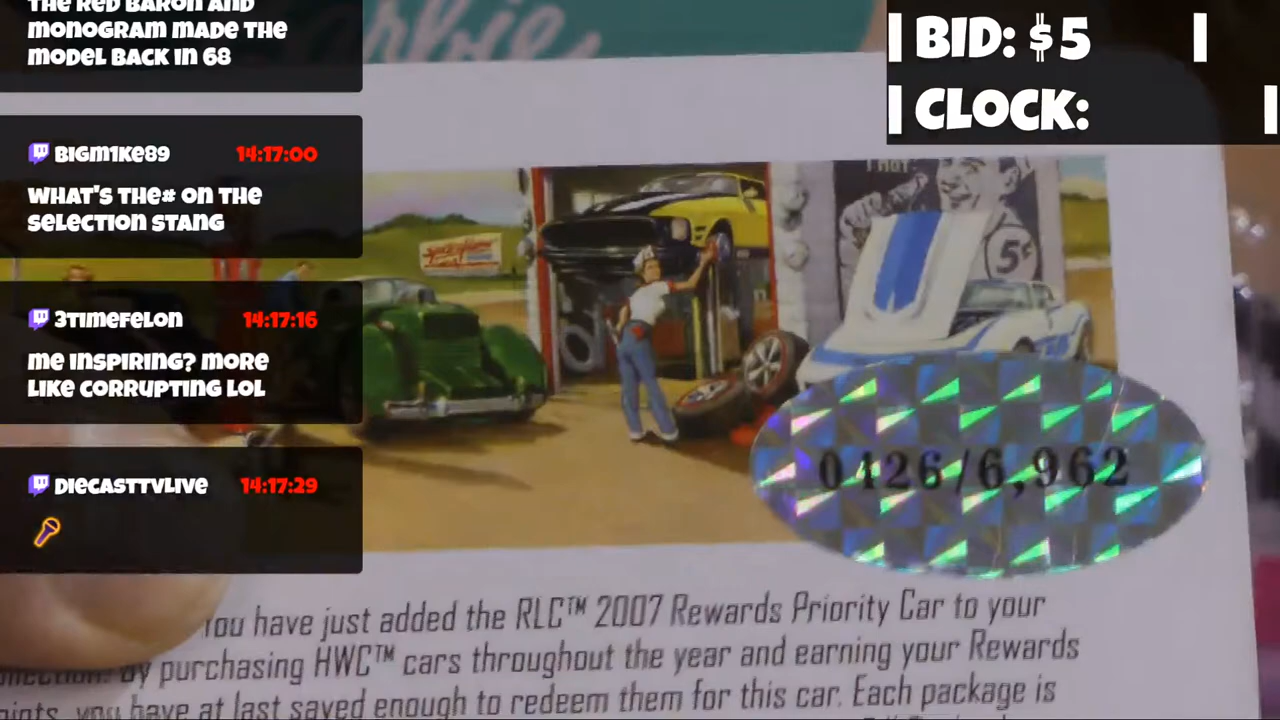 THE RED BARON AND
MONOGRAM MADE THE
MODEL BACK IN 68
BIGM1KE89 14:17:00
WHAT'S THE# ON THE
SELECTION STANG
3TIMEFELON 14:17:16
ME INSPIRING? MORE
LIKE CORRUPTING LOL
DIECASTTVLIVE 14:17:29
| BID: $5 |
| CLOCK: |
Barbie
5¢
0426/6,962
You have just added the RLC™ 2007 Rewards Priority Car to your
by purchasing HWC™ cars throughout the year and earning your Rewards
you have at last saved enough to redeem them for this car. Each package is